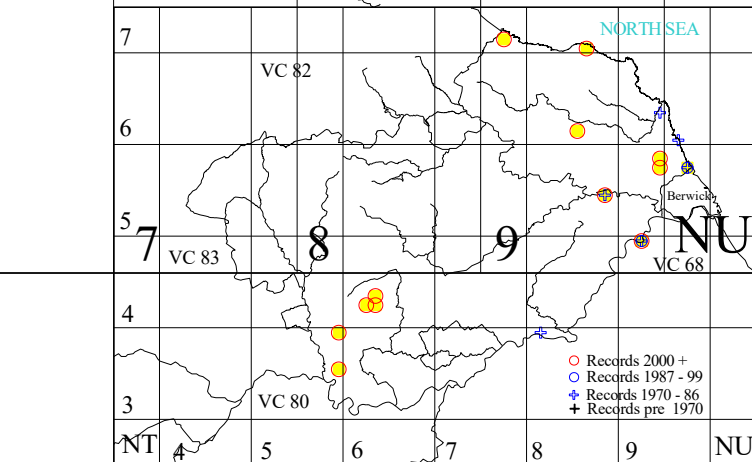 7
NORTH SEA
VC 82
6
Berwick
5
7 VC 83 8 9 NU
VC 68
4
Records 2000 +
Records 1987 - 99
Records 1970 - 86
Records pre 1970
VC 80
3
NT 4 5 6 7 8 9 NU